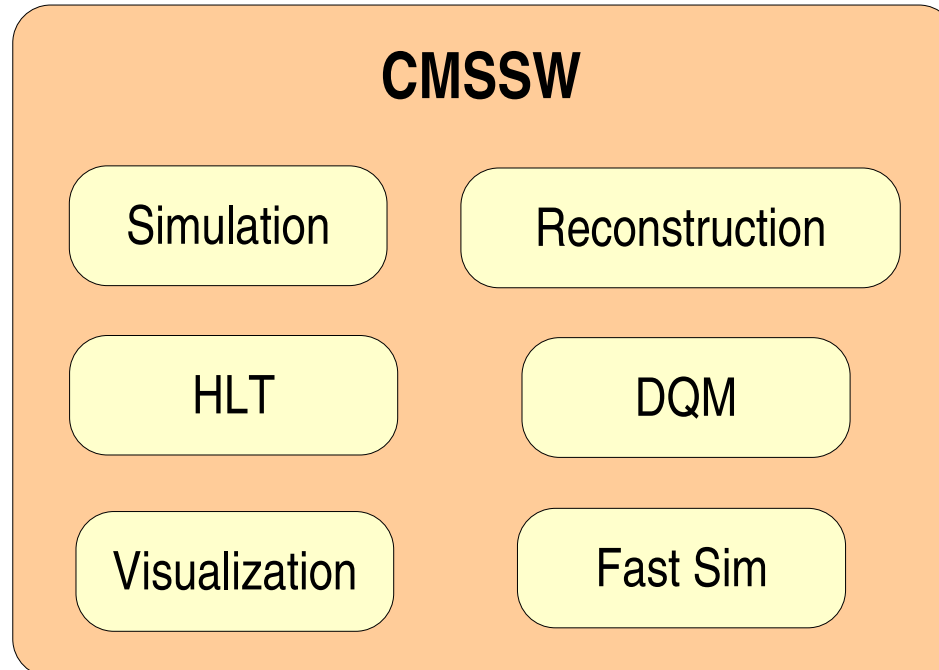 CMSSW
Simulation
Reconstruction
HLT
DQM
Visualization
Fast Sim